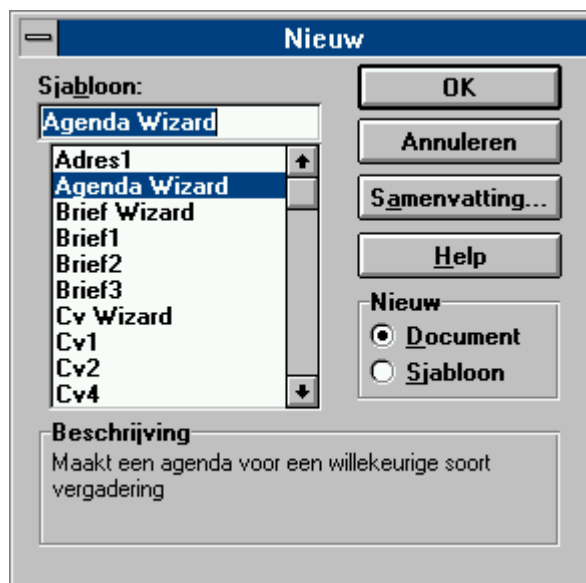 Nieuw
Sjabloon:
Agenda Wizard
Adres1
Agenda Wizard
Brief Wizard
Brief1
Brief2
Brief3
Cv Wizard
Cv1
Cv2
Cv4
OK
Annuleren
Samenvatting...
Help
Nieuw
Document
Sjabloon
Beschrijving
Maakt een agenda voor een willekeurige soort
vergadering